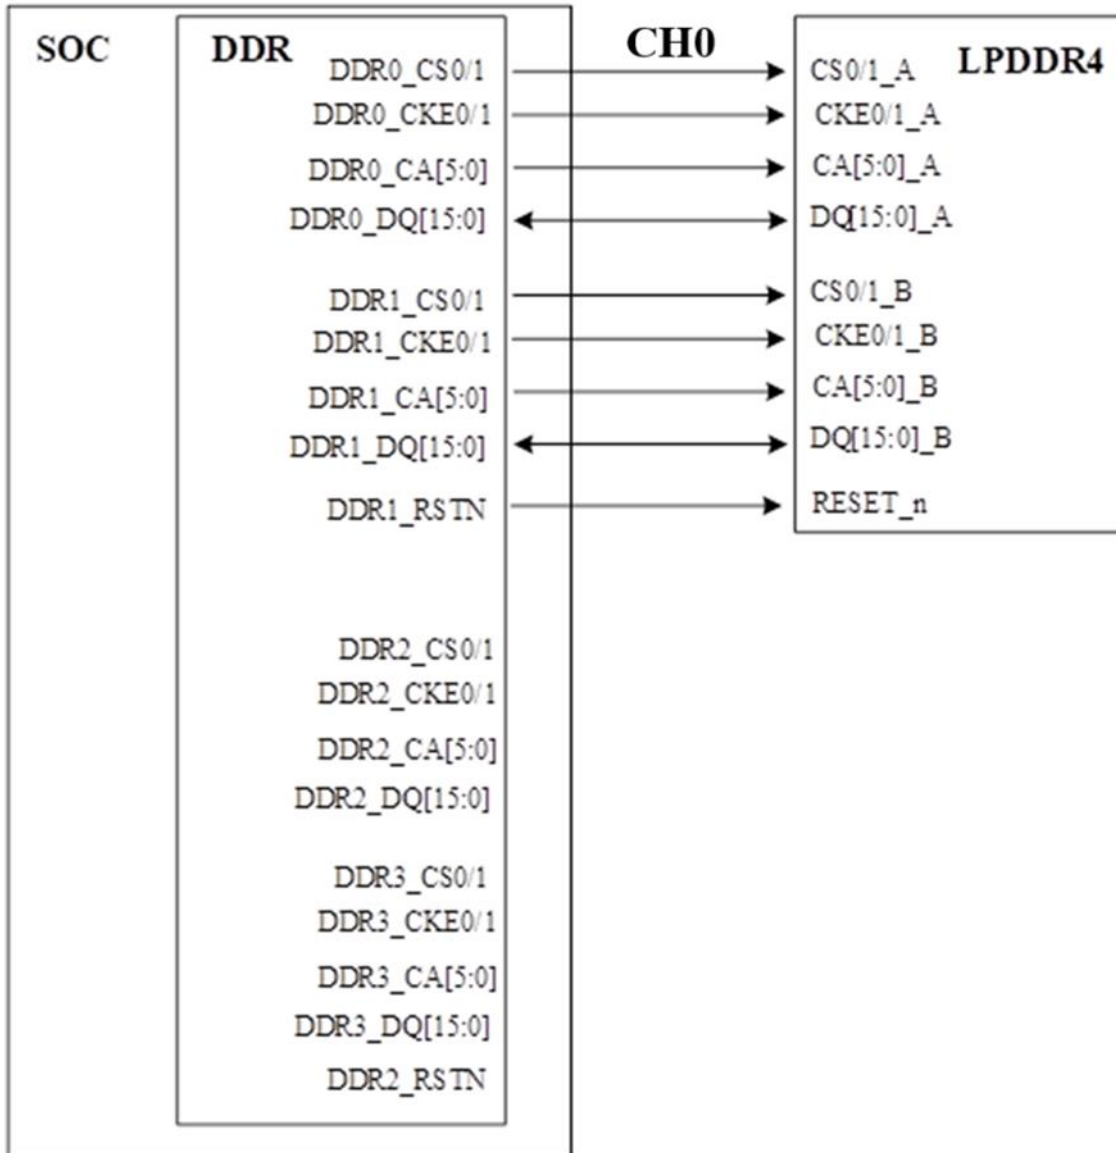 SOC
DDR
CH0
LPDDR4
DDR0_CS0/1
CS0/1_A
DDR0_CKE0/1
CKE0/1_A
DDR0_CA[5:0]
CA[5:0]_A
DDR0_DQ[15:0]
DQ[15:0]_A
DDR1_CS0/1
CS0/1_B
DDR1_CKE0/1
CKE0/1_B
DDR1_CA[5:0]
CA[5:0]_B
DDR1_DQ[15:0]
DQ[15:0]_B
DDR1_RSTN
RESET_n
DDR2_CS0/1
DDR2_CKE0/1
DDR2_CA[5:0]
DDR2_DQ[15:0]
DDR3_CS0/1
DDR3_CKE0/1
DDR3_CA[5:0]
DDR3_DQ[15:0]
DDR2_RSTN